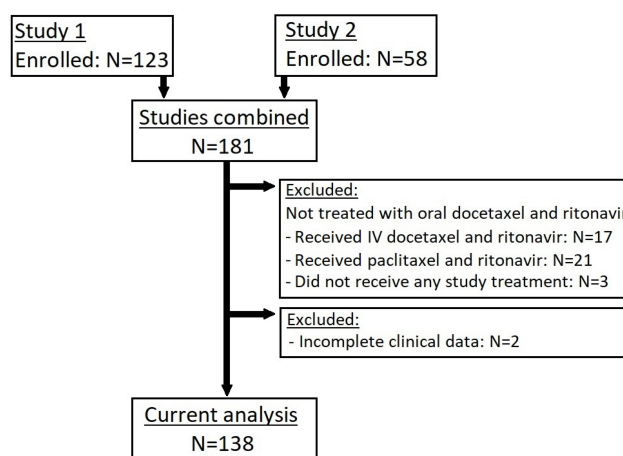 Study 1
Enrolled: N=123
Study 2
Enrolled: N=58
Studies combined
N=181
Excluded:
Not treated with oral docetaxel and ritonavir
- Received IV docetaxel and ritonavir: N=17
- Received paclitaxel and ritonavir: N=21
- Did not receive any study treatment: N=3
Excluded:
- Incomplete clinical data: N=2
Current analysis
N=138